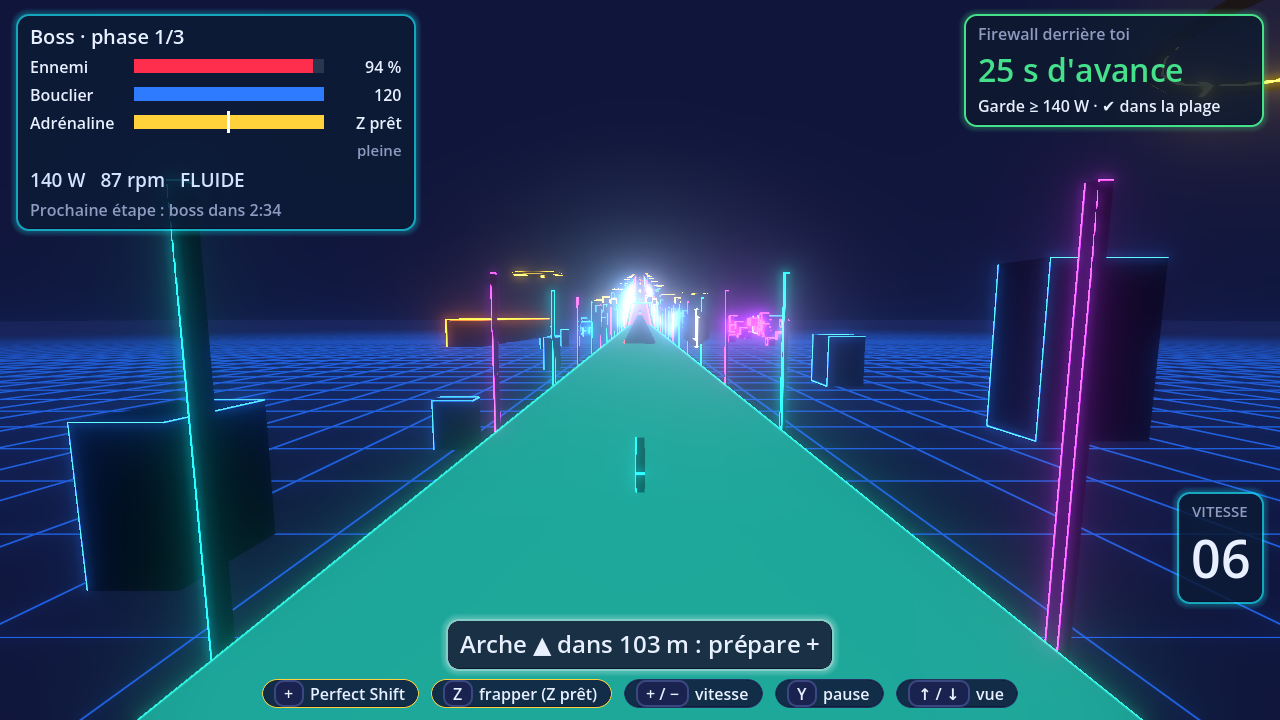 Boss · phase 1/3
Ennemi 94 %
Bouclier 120
Adrénaline Z prêt
pleine
140 W 87 rpm FLUIDE
Prochaine étape : boss dans 2:34
Firewall derrière toi
25 s d'avance
Garde ≥ 140 W · ✔ dans la plage
VITESSE
06
Arche ▲ dans 103 m : prépare +
+ Perfect Shift Z frapper (Z prêt) + / − vitesse Y pause ↑ / ↓ vue